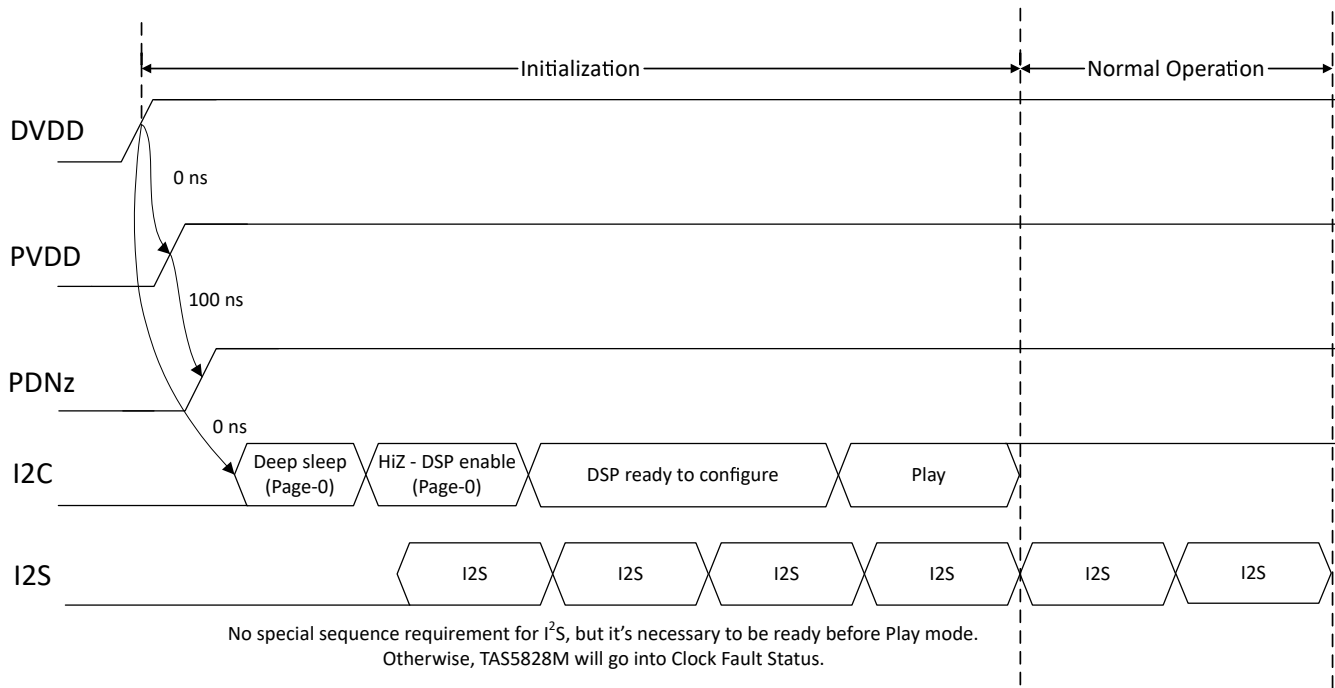 Initialization
Normal Operation
DVDD
0 ns
PVDD
100 ns
PDNz
0 ns
I2C
Deep sleep
(Page-0)
HiZ - DSP enable
(Page-0)
DSP ready to configure
Play
I2S
I2S
I2S
I2S
I2S
I2S
I2S
No special sequence requirement for I²S, but it's necessary to be ready before Play mode.
Otherwise, TAS5828M will go into Clock Fault Status.